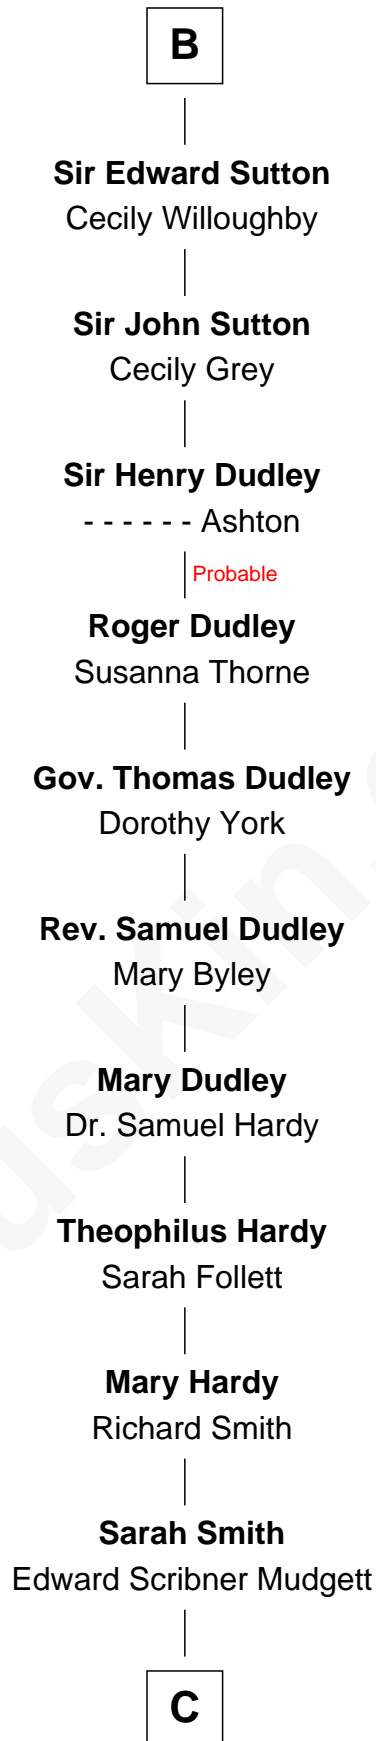 B
Sir Edward Sutton
Cecily Willoughby
Sir John Sutton
Cecily Grey
Sir Henry Dudley
- - - - - - Ashton
Probable
Roger Dudley
Susanna Thorne
Gov. Thomas Dudley
Dorothy York
Rev. Samuel Dudley
Mary Byley
Mary Dudley
Dr. Samuel Hardy
Theophilus Hardy
Sarah Follett
Mary Hardy
Richard Smith
Sarah Smith
Edward Scribner Mudgett
C